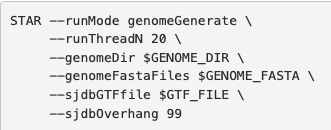 STAR --runMode genomeGenerate \
--runThreadN 20 \
--genomeDir $GENOME_DIR \
--genomeFastaFiles $GENOME_FASTA \
--sjdbGTFfile $GTF_FILE \
--sjdbOverhang 99